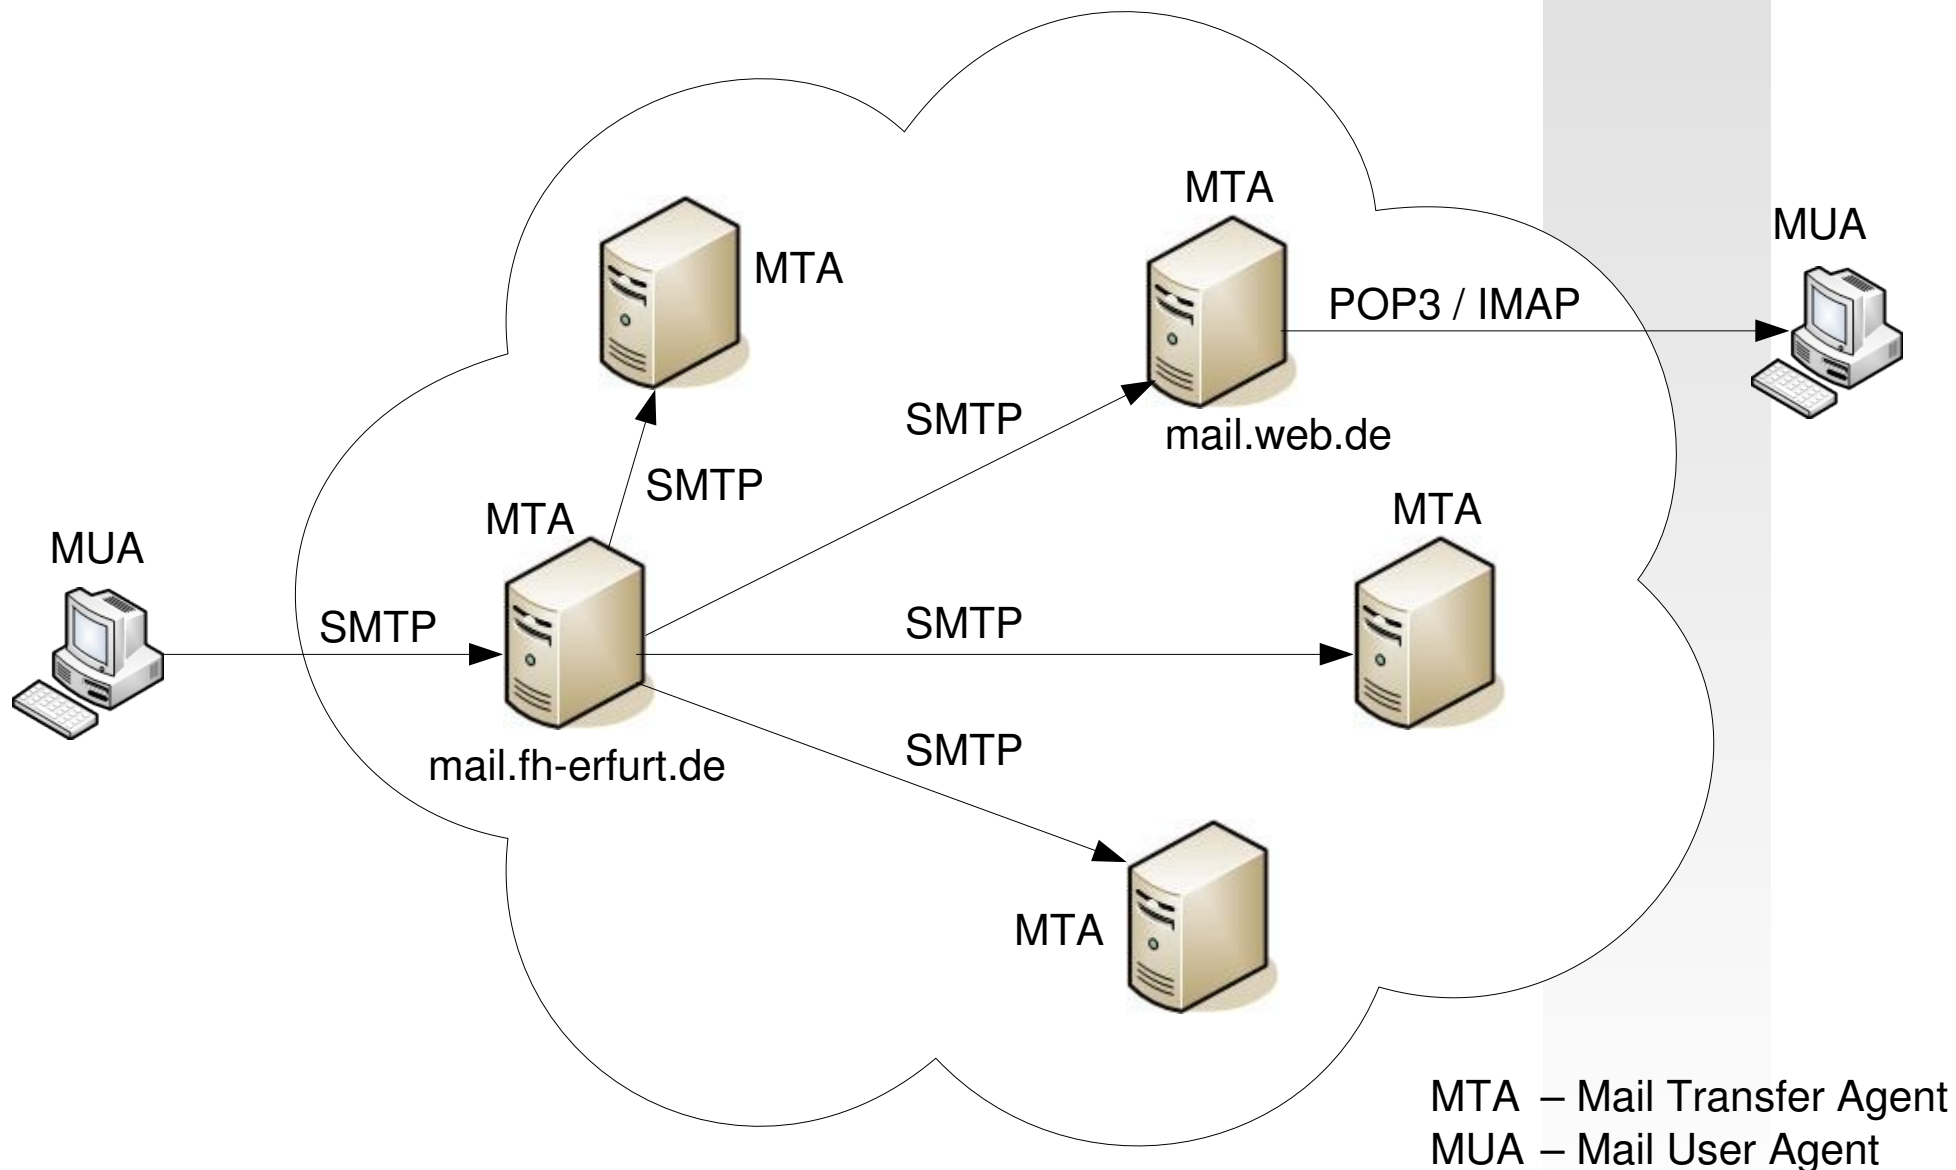 MTA
MUA
MTA
POP3 / IMAP
SMTP
mail.web.de
SMTP
MTA
MTA
MUA
SMTP
SMTP
mail.fh-erfurt.de
SMTP
MTA
MTA – Mail Transfer Agent
MUA – Mail User Agent